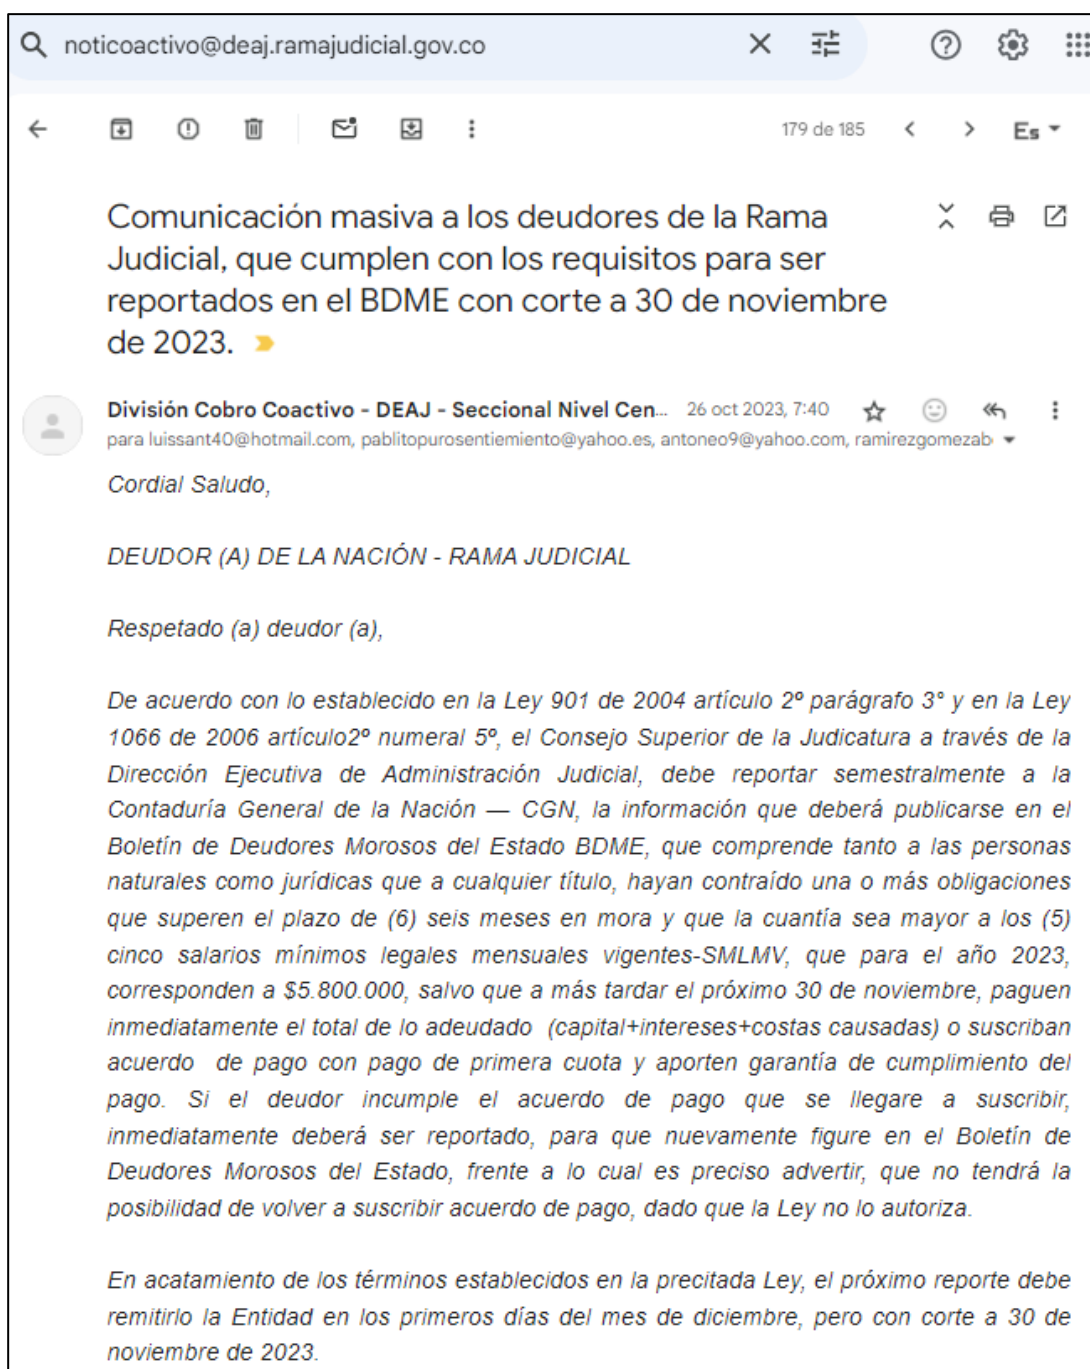 noticoactivo@deaj.ramajudicial.gov.co
179 de 185
Es
Comunicación masiva a los deudores de la Rama
Judicial, que cumplen con los requisitos para ser
reportados en el BDME con corte a 30 de noviembre
de 2023.
División Cobro Coactivo - DEAJ - Seccional Nivel Cen... 26 oct 2023, 7:40
para luissant40@hotmail.com, pablitopurosentiemiento@yahoo.es, antoneo9@yahoo.com, ramirezgomezab
Cordial Saludo,
DEUDOR (A) DE LA NACIÓN - RAMA JUDICIAL
Respetado (a) deudor (a),
De acuerdo con lo establecido en la Ley 901 de 2004 artículo 2º parágrafo 3° y en la Ley
1066 de 2006 artículo2º numeral 5º, el Consejo Superior de la Judicatura a través de la
Dirección Ejecutiva de Administración Judicial, debe reportar semestralmente a la
Contaduría General de la Nación — CGN, la información que deberá publicarse en el
Boletín de Deudores Morosos del Estado BDME, que comprende tanto a las personas
naturales como jurídicas que a cualquier título, hayan contraído una o más obligaciones
que superen el plazo de (6) seis meses en mora y que la cuantía sea mayor a los (5)
cinco salarios mínimos legales mensuales vigentes-SMLMV, que para el año 2023,
corresponden a $5.800.000, salvo que a más tardar el próximo 30 de noviembre, paguen
inmediatamente el total de lo adeudado (capital+intereses+costas causadas) o suscriban
acuerdo de pago con pago de primera cuota y aporten garantía de cumplimiento del
pago. Si el deudor incumple el acuerdo de pago que se llegare a suscribir,
inmediatamente deberá ser reportado, para que nuevamente figure en el Boletín de
Deudores Morosos del Estado, frente a lo cual es preciso advertir, que no tendrá la
posibilidad de volver a suscribir acuerdo de pago, dado que la Ley no lo autoriza.
En acatamiento de los términos establecidos en la precitada Ley, el próximo reporte debe
remitirlo la Entidad en los primeros días del mes de diciembre, pero con corte a 30 de
noviembre de 2023.